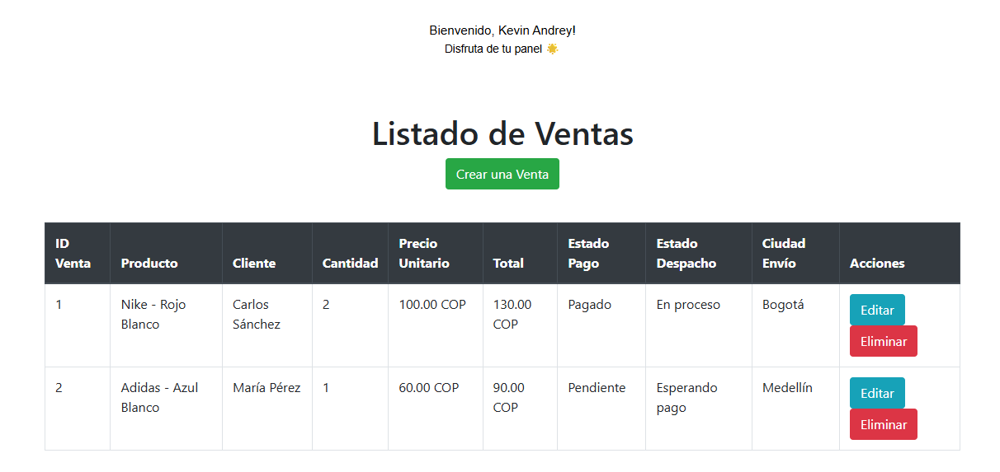 Bienvenido, Kevin Andrey!
Disfruta de tu panel 🌟
Listado de Ventas
Crear una Venta
ID Venta Producto Cliente Cantidad Precio Unitario Total Estado Pago Estado Despacho Ciudad Envío Acciones
1 Nike - Rojo Blanco Carlos Sánchez 2 100.00 COP 130.00 COP Pagado En proceso Bogotá Editar Eliminar
2 Adidas - Azul Blanco María Pérez 1 60.00 COP 90.00 COP Pendiente Esperando pago Medellín Editar Eliminar